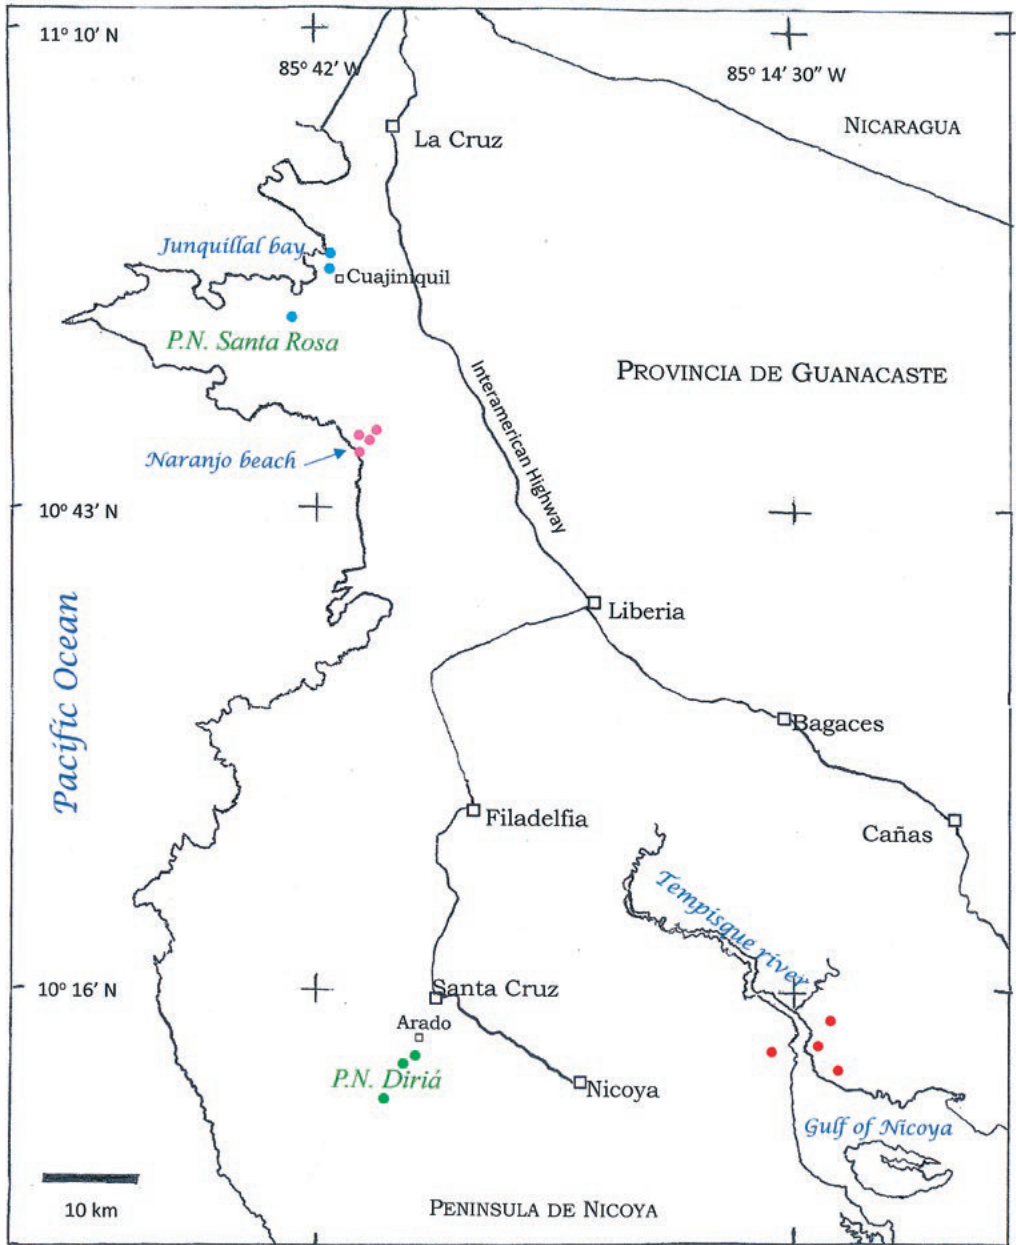 11° 10' N
85° 42' W
85° 14' 30" W
NICARAGUA
La Cruz
Junquillal bay
Cuajiniquil
P.N. Santa Rosa
PROVINCIA DE GUANACASTE
Interamerican Highway
Naranjo beach
10° 43' N
Liberia
Pacific Ocean
Bagaces
Filadelfia
Cañas
Tempisque river
10° 16' N
Santa Cruz
Arado
P.N. Diriá
Nicoya
Gulf of Nicoya
10 km
PENINSULA DE NICOYA